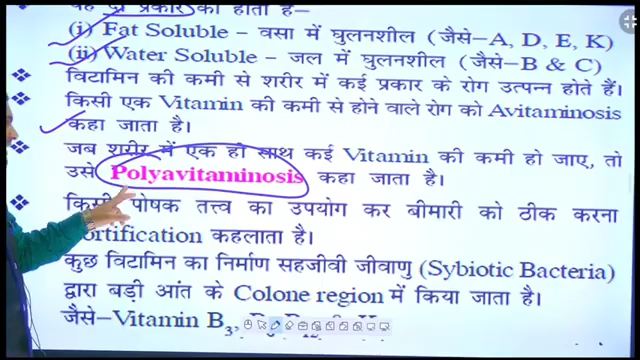 यह दो प्रकार का होता है–
(i) Fat Soluble – वसा में घुलनशील (जैसे–A, D, E, K)
(ii) Water Soluble – जल में घुलनशील (जैसे–B & C)
विटामिन की कमी से शरीर में कई प्रकार के रोग उत्पन्न होते हैं।
किसी एक Vitamin की कमी से होने वाले रोग को Avitaminosis
कहा जाता है।
जब शरीर में एक ही साथ कई Vitamin की कमी हो जाए, तो
उसे Polyavitaminosis कहा जाता है।
किसी पोषक तत्त्व का उपयोग कर बीमारी को ठीक करना
ortification कहलाता है।
कुछ विटामिन का निर्माण सहजीवी जीवाणु (Sybiotic Bacteria)
द्वारा बड़ी आंत के Colone region में किया जाता है।
जैसे–Vitamin B3,